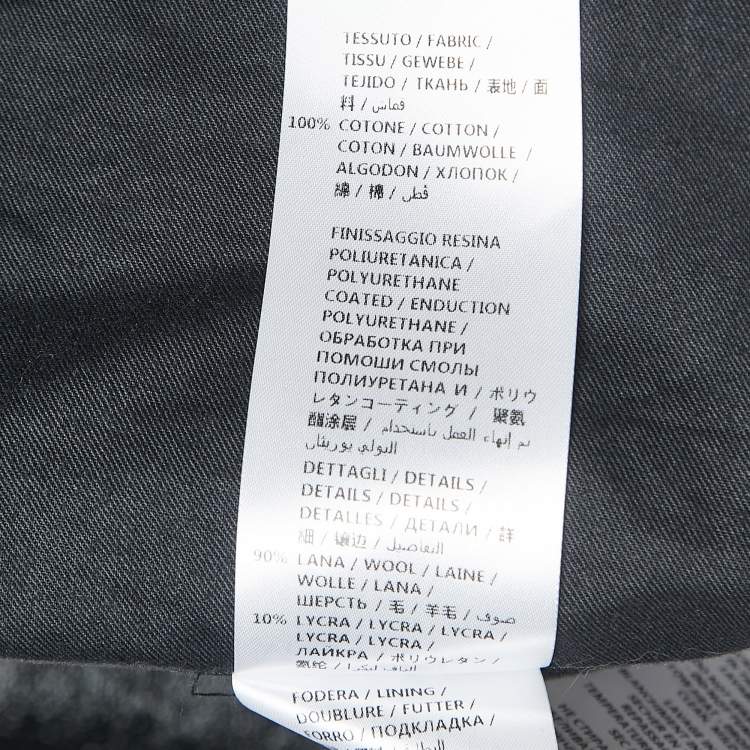 TESSUTO / FABRIC /
TISSU / GEWEBE /
TEJIDO / ТКАНЬ / 表地 / 面
料 / قماش
100% COTONE / COTTON /
COTON / BAUMWOLLE /
ALGODON / ХЛОПОК /
綿 / 棉 / قطن
FINISSAGGIO RESINA
POLIURETANICA /
POLYURETHANE
COATED / ENDUCTION
POLYURETHANE /
ОБРАБОТКА ПРИ
ПОМОШИ СМОЛЫ
ПОЛИУРЕТАНА И / ポリウ
レタンコーティング / 聚氨
酯涂层 / تم إنهاء العمل بأستخدام
البولي يوريثان
DETTAGLI / DETAILS /
DETAILS / DETAILS /
DETALLES / ДЕТАЛИ / 詳
細 / 镶边 / التفاصيل
90% LANA / WOOL / LAINE /
WOLLE / LANA /
ШЕРСТЬ / 毛 / 羊毛 / صوف
10% LYCRA / LYCRA / LYCRA /
LYCRA / LYCRA /
ЛАЙКРА / ポリウレタン /
氨纶 /
FODERA / LINING /
DOUBLURE / FUTTER /
FORRO / ПОДКЛАДКА /